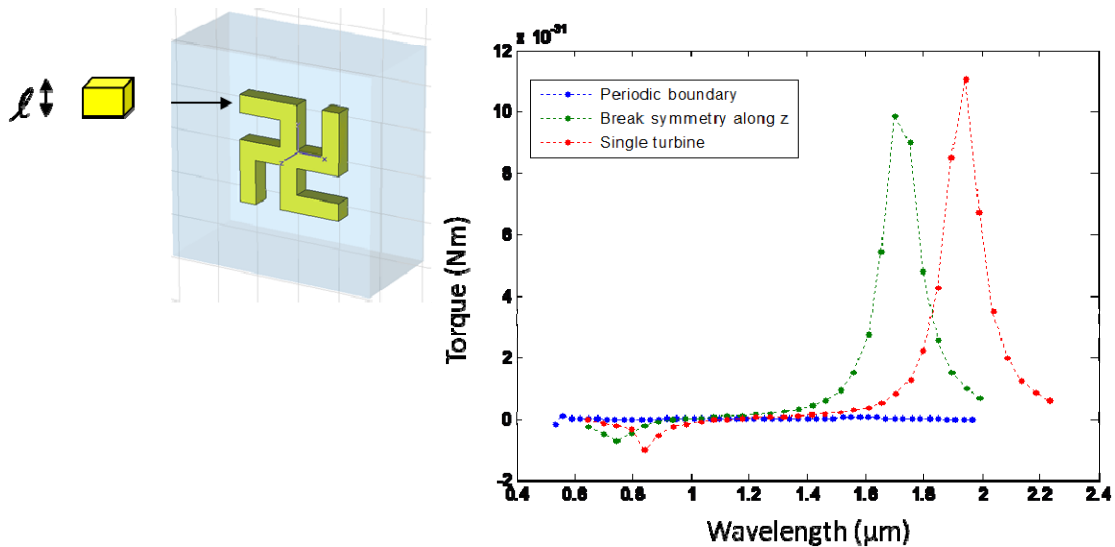 ℓ
z
x
x 10^-31
12
10
8
6
4
2
0
-2
Torque (Nm)
Periodic boundary
Break symmetry along z
Single turbine
0.4 0.6 0.8 1 1.2 1.4 1.6 1.8 2 2.2 2.4
Wavelength (μm)